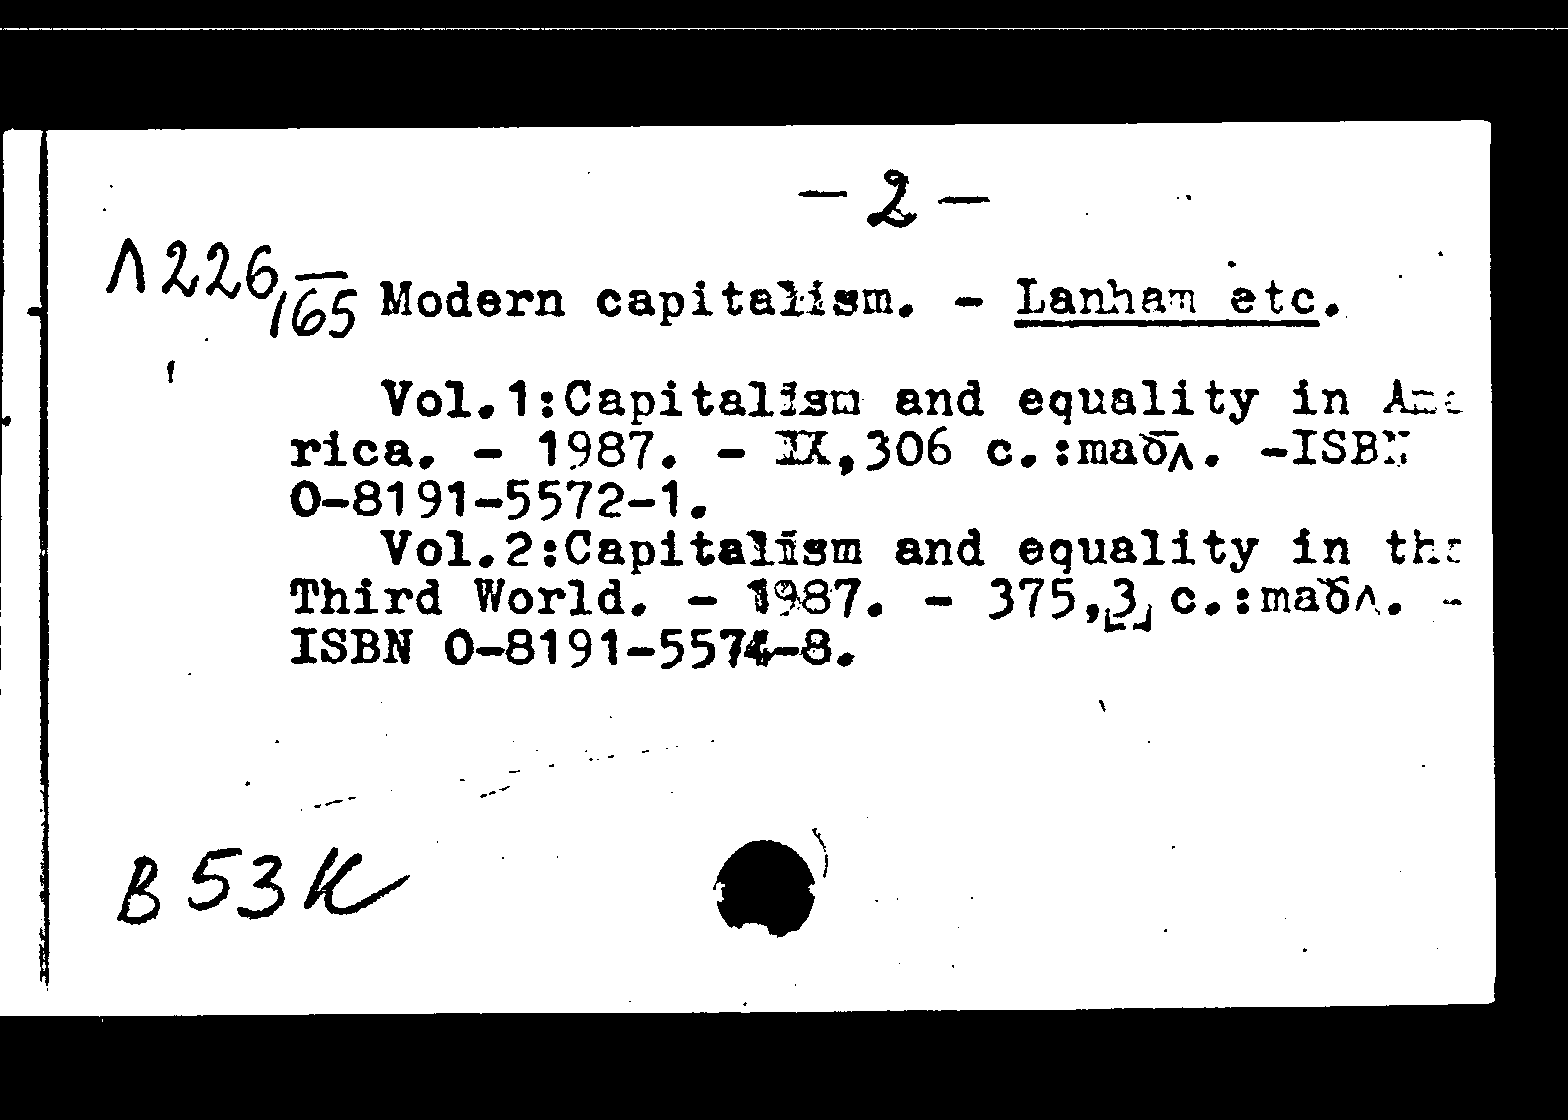 — 2 —
Л 226/165 Modern capitalism. - Lanham etc.
Vol.1:Capitalism and equality in Ame
rica. - 1987. - IX,306 с.:табл. -ISBN
0-8191-5572-1.
Vol.2:Capitalism and equality in the
Third World. - 1987. - 375,[3] с.:табл. -
ISBN 0-8191-5574-8.
В 53 К